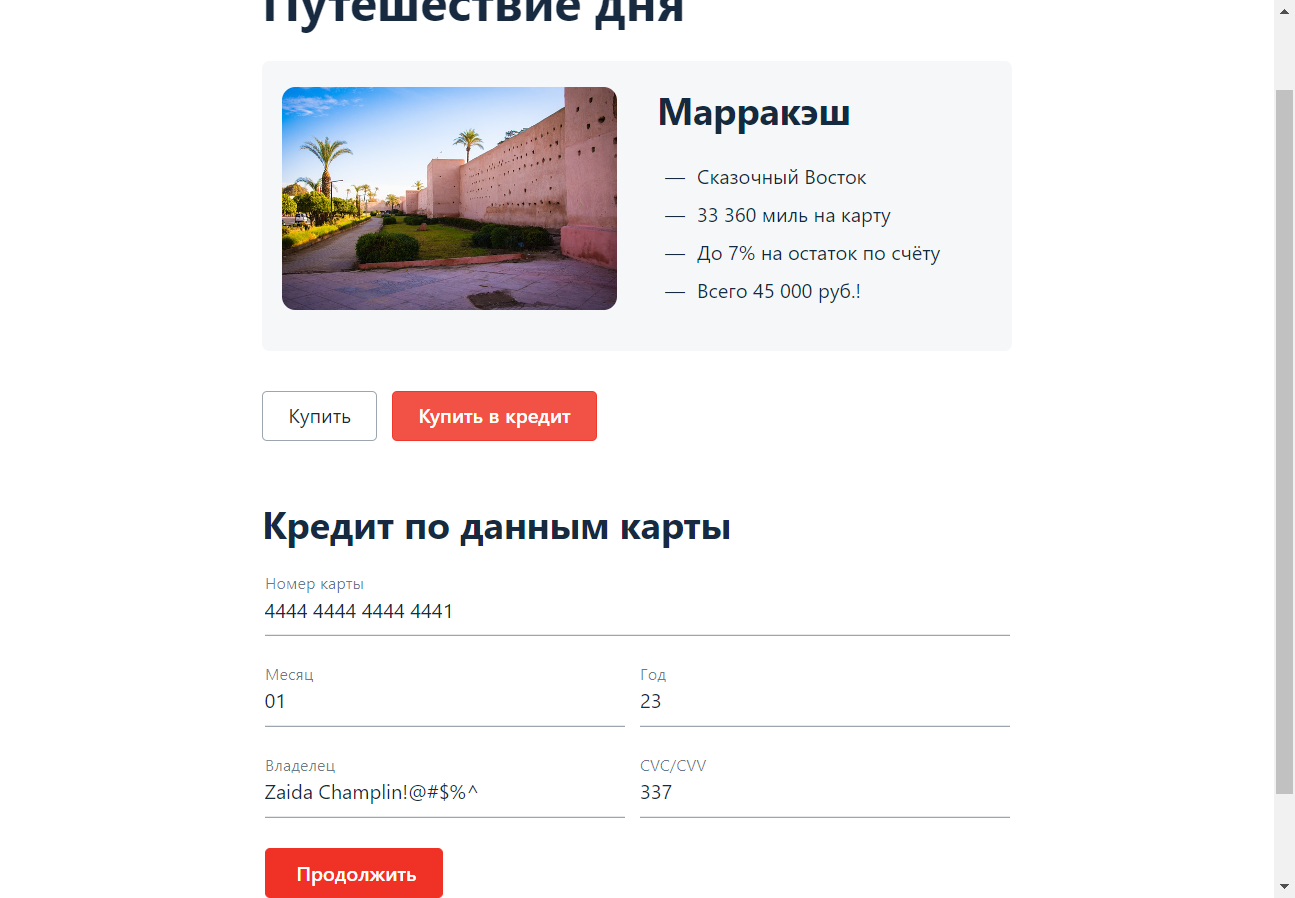 Путешествие дня
Марракэш
— Сказочный Восток
— 33 360 миль на карту
— До 7% на остаток по счёту
— Всего 45 000 руб.!
Купить
Купить в кредит
Кредит по данным карты
Номер карты
4444 4444 4444 4441
Месяц
Год
01
23
Владелец
CVC/CVV
Zaida Champlin!@#$%^
337
Продолжить